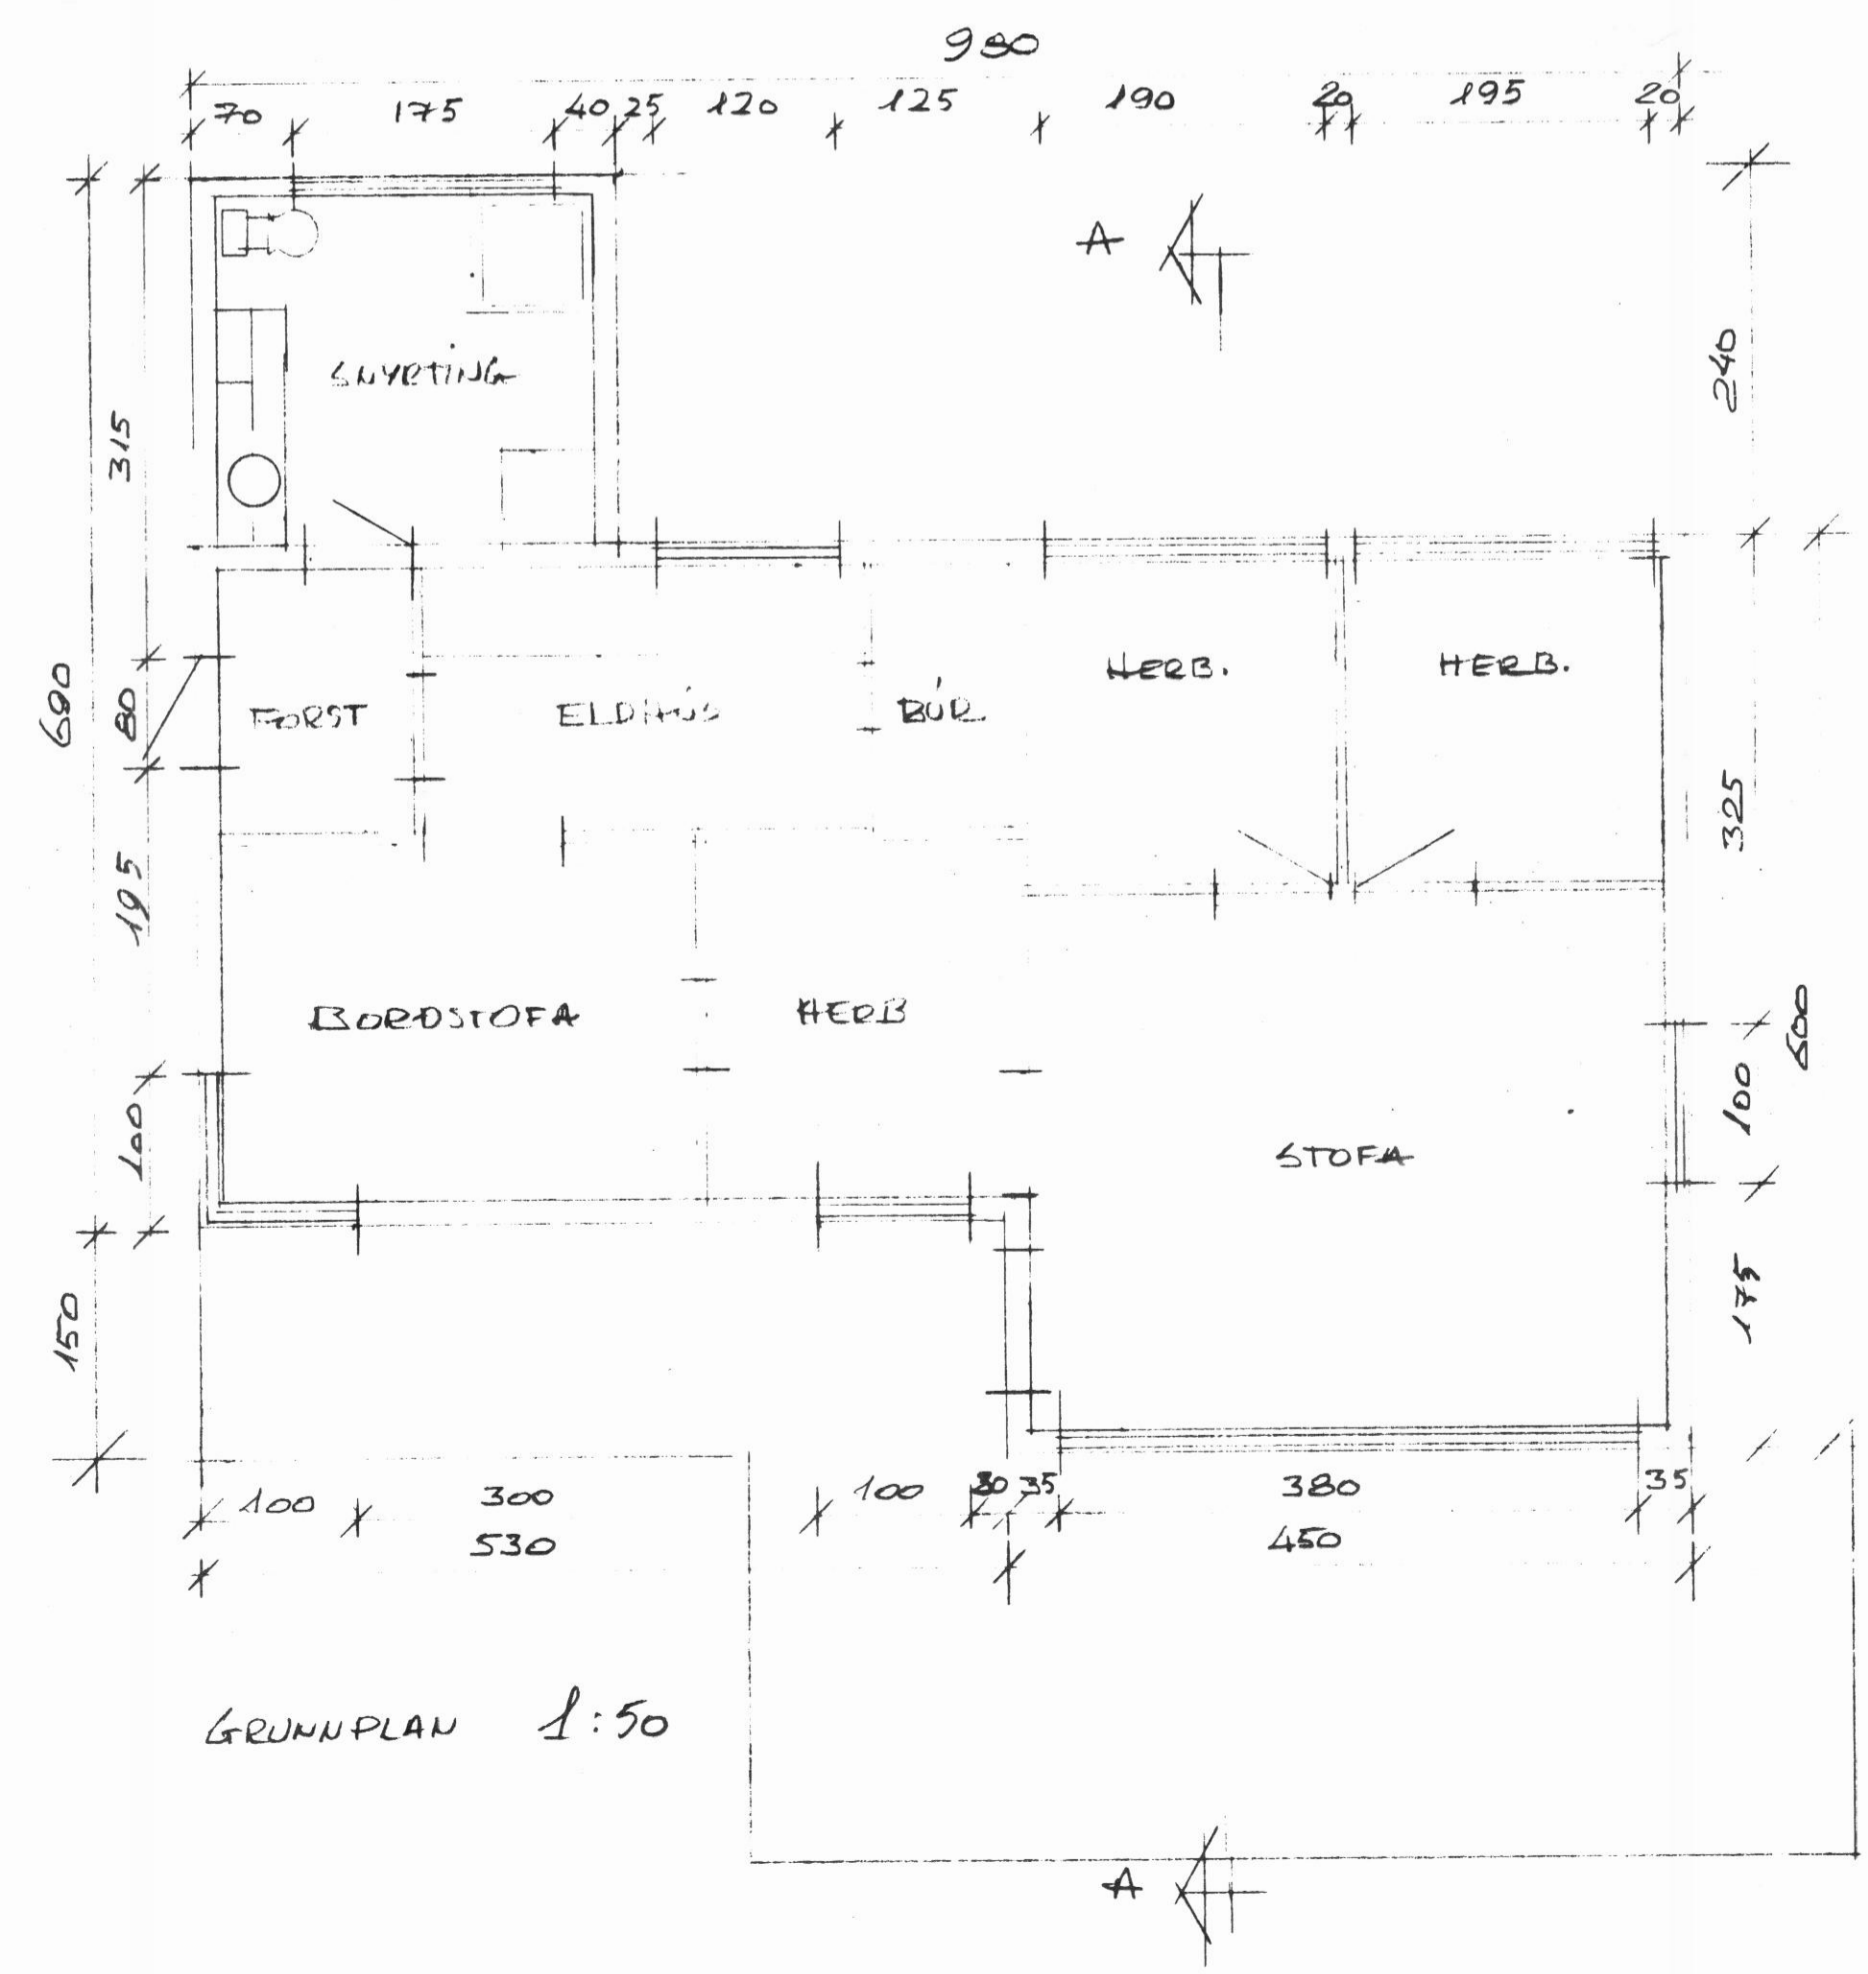 980
70 175 40 25 120 125 190 20 195 20
A
240
SNYRTING
315
HERB. HERB.
690 80 FORST ELDHÚS BÚR
325
195
BORÐSTOFA HERB
600
100 100
STOFA
175
150
100 300 100 30 35 380 35
530 450
GRUNNPLAN 1:50
A